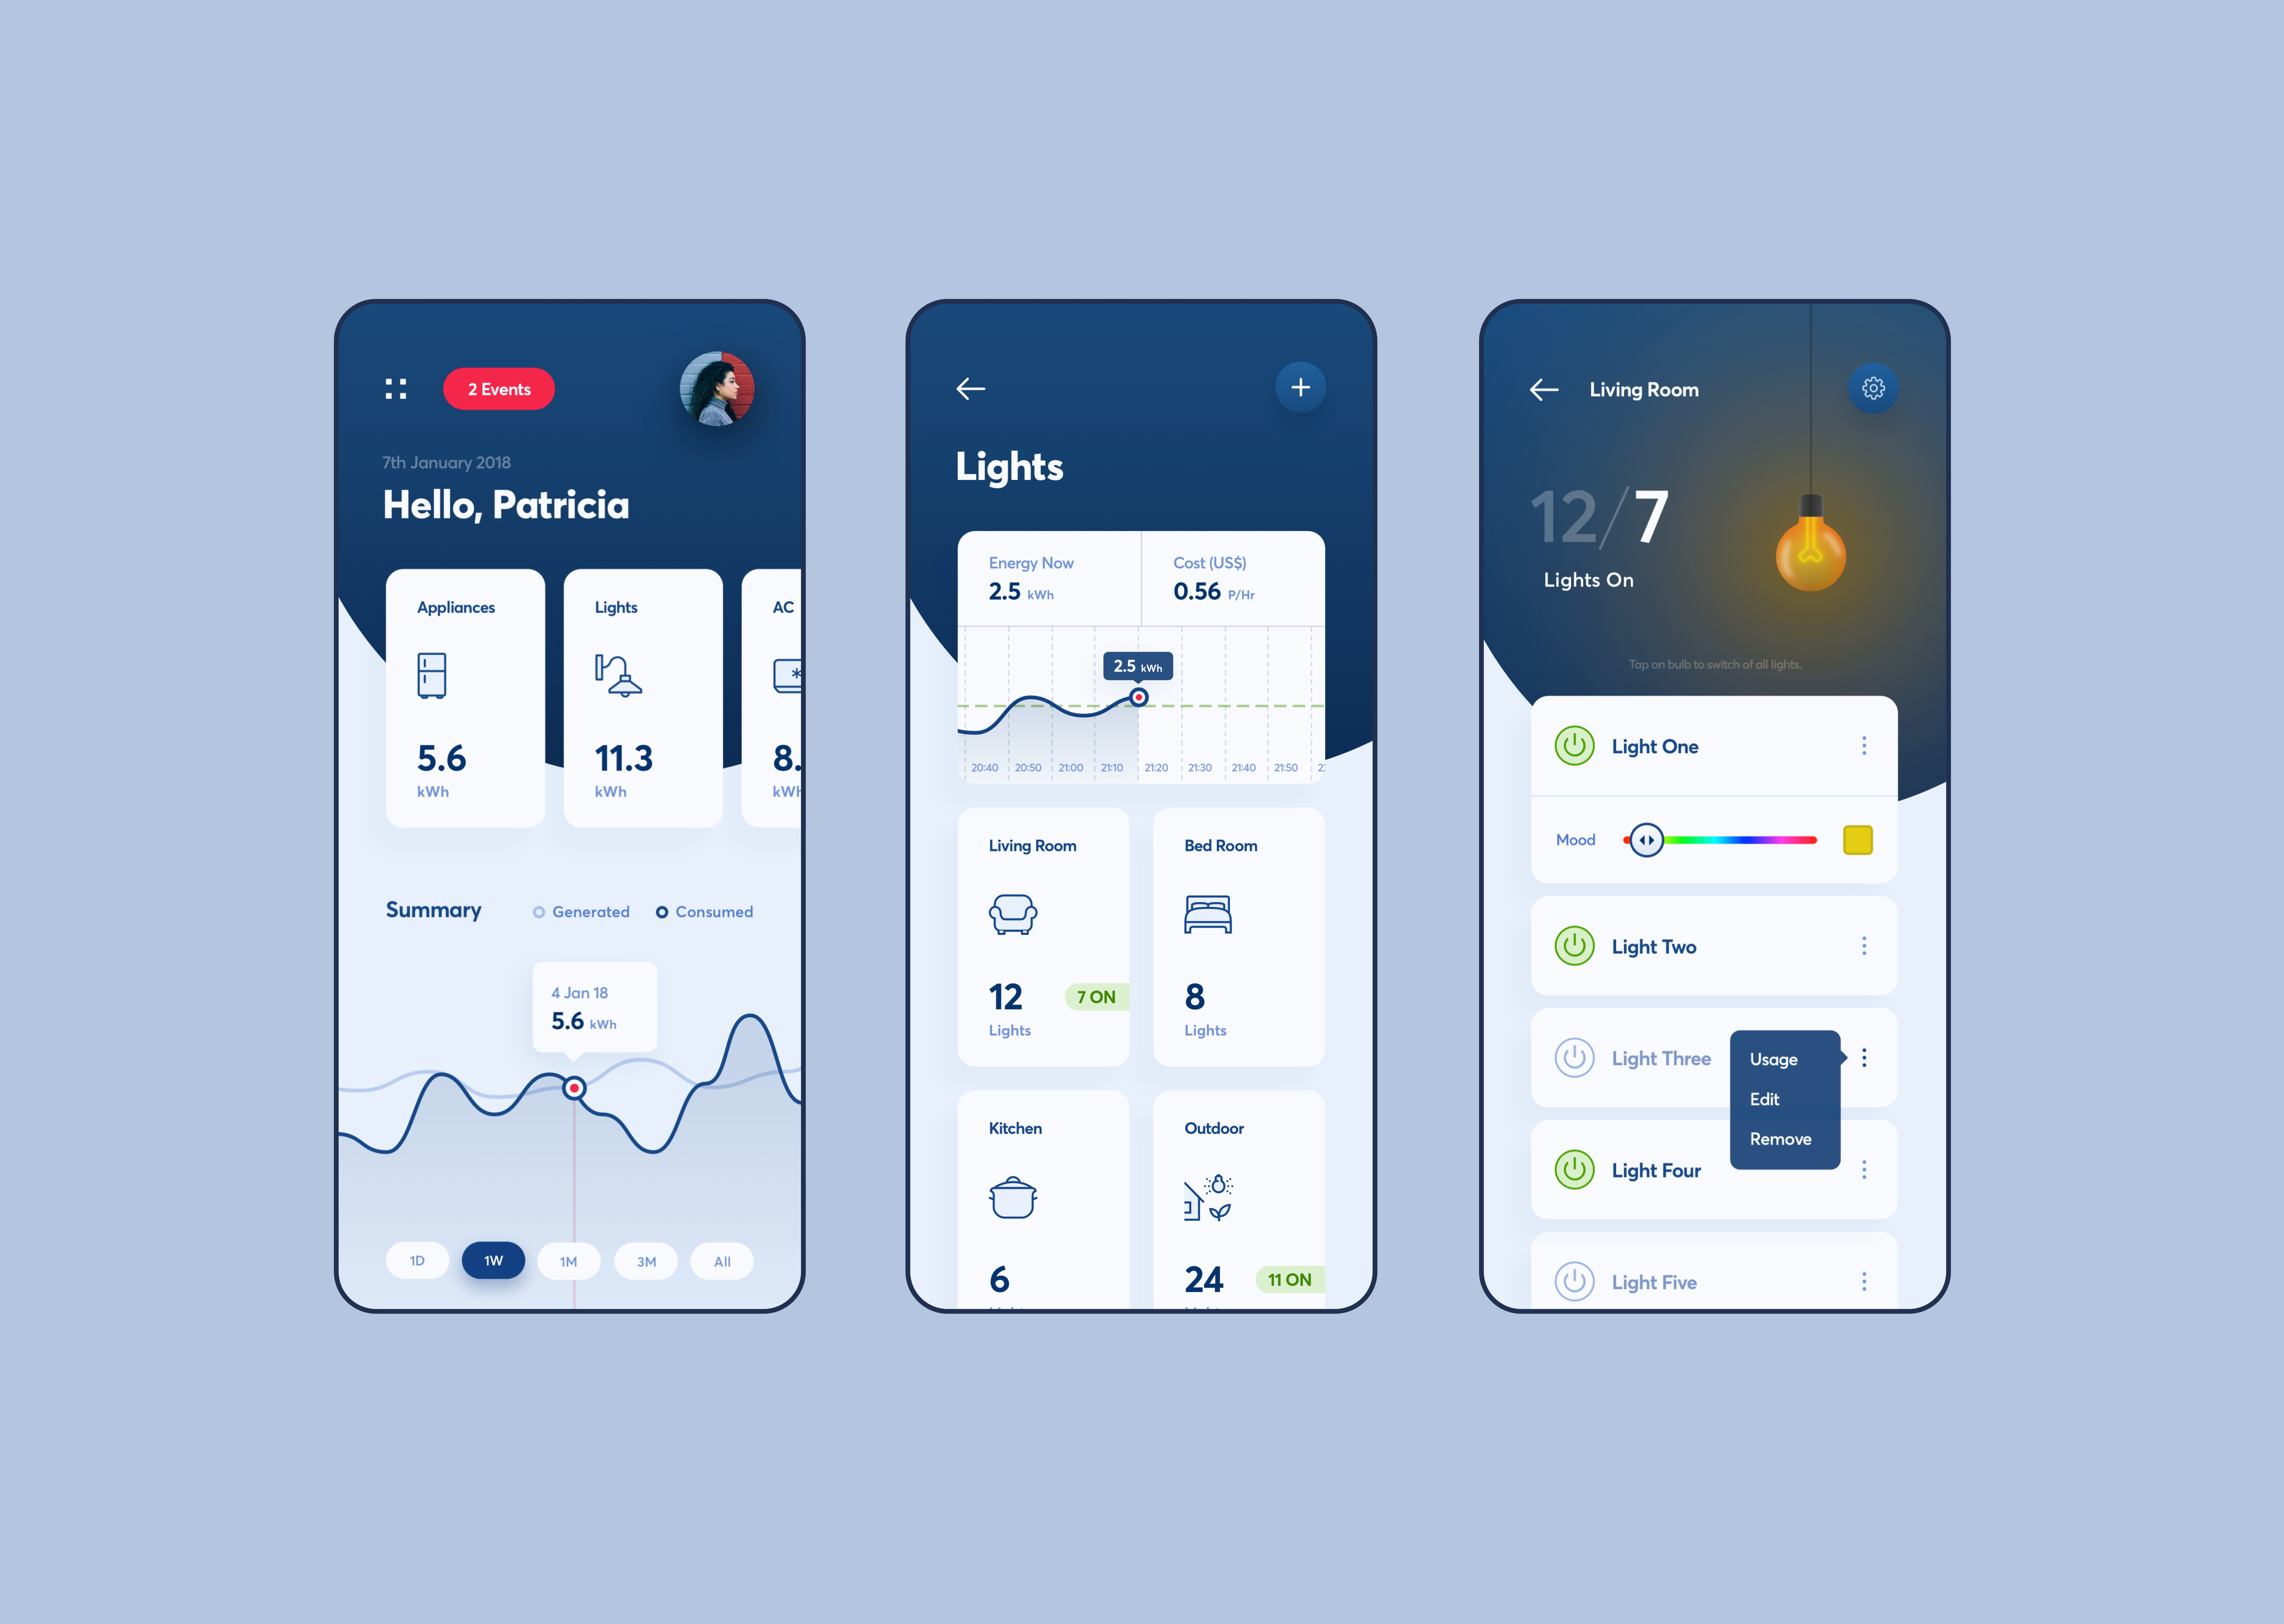 2 Events
7th January 2018
Hello, Patricia
Appliances
5.6
kWh
Lights
11.3
kWh
AC
8.
kWh
Summary
Generated
Consumed
4 Jan 18
5.6 kWh
1D
1W
1M
3M
All
Lights
Energy Now
2.5 kWh
Cost (US$)
0.56 P/Hr
2.5 kWh
20:40
20:50
21:00
21:10
21:20
21:30
21:40
21:50
Living Room
12
Lights
7 ON
Bed Room
8
Lights
Kitchen
6
Outdoor
24
11 ON
Living Room
12/7
Lights On
Tap on bulb to switch of all lights.
Light One
Mood
Light Two
Light Three
Usage
Edit
Remove
Light Four
Light Five